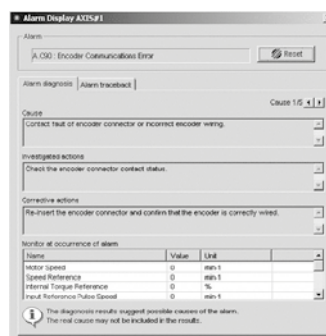 Alarm Display AXIS#1
Alarm
A.C90 : Encoder Communications Error
Reset
Alarm diagnosis
Alarm traceback
Cause 1/5
Cause
Contact fault of encoder connector or incorrect encoder wiring.
Investigated actions
Check the encoder connector contact status.
Corrective actions
Re-insert the encoder connector and confirm that the encoder is correctly wired.
Monitor at occurrence of alarm
Name Value Unit
Motor Speed 0 min-1
Speed Reference 0 min-1
Internal Torque Reference 0 %
Input Reference Pulse Speed 0 min-1
The diagnosis results suggest possible causes of the alarm.
The real cause may not be included in the results.